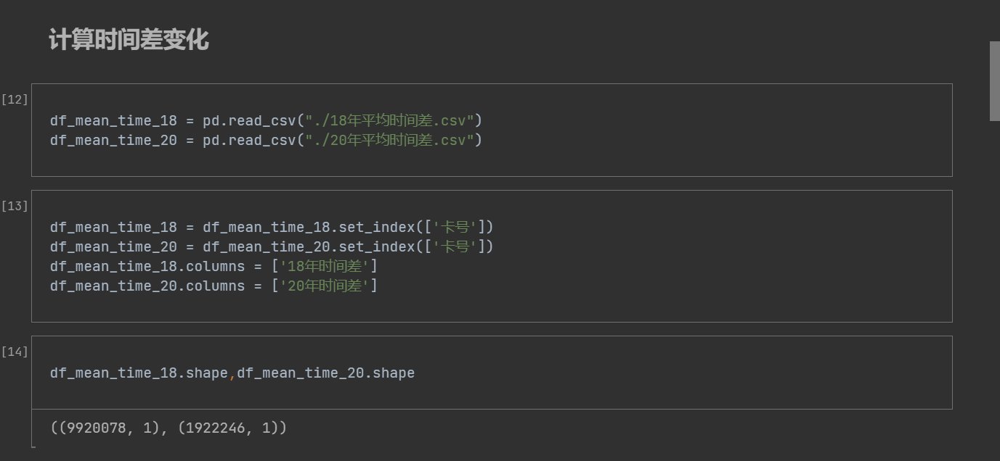 计算时间差变化
[12]
df_mean_time_18 = pd.read_csv("./18年平均时间差.csv")
df_mean_time_20 = pd.read_csv("./20年平均时间差.csv")
[13]
df_mean_time_18 = df_mean_time_18.set_index(['卡号'])
df_mean_time_20 = df_mean_time_20.set_index(['卡号'])
df_mean_time_18.columns = ['18年时间差']
df_mean_time_20.columns = ['20年时间差']
[14]
df_mean_time_18.shape,df_mean_time_20.shape
((9920078, 1), (1922246, 1))